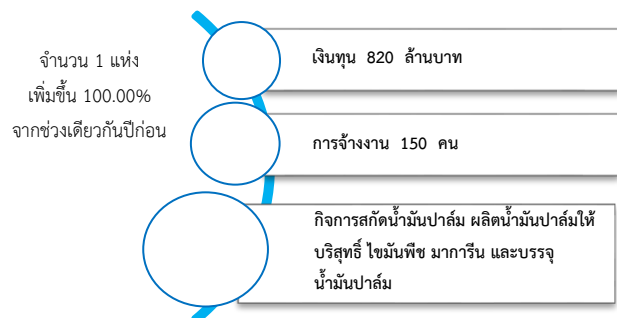 จำนวน 1 แห่ง
เพิ่มขึ้น 100.00%
จากช่วงเดียวกันปีก่อน
เงินทุน 820 ล้านบาท
การจ้างงาน 150 คน
กิจการสกัดน้ำมันปาล์ม ผลิตน้ำมันปาล์มให้
บริสุทธิ์ ไขมันพืช มาการีน และบรรจุ
น้ำมันปาล์ม